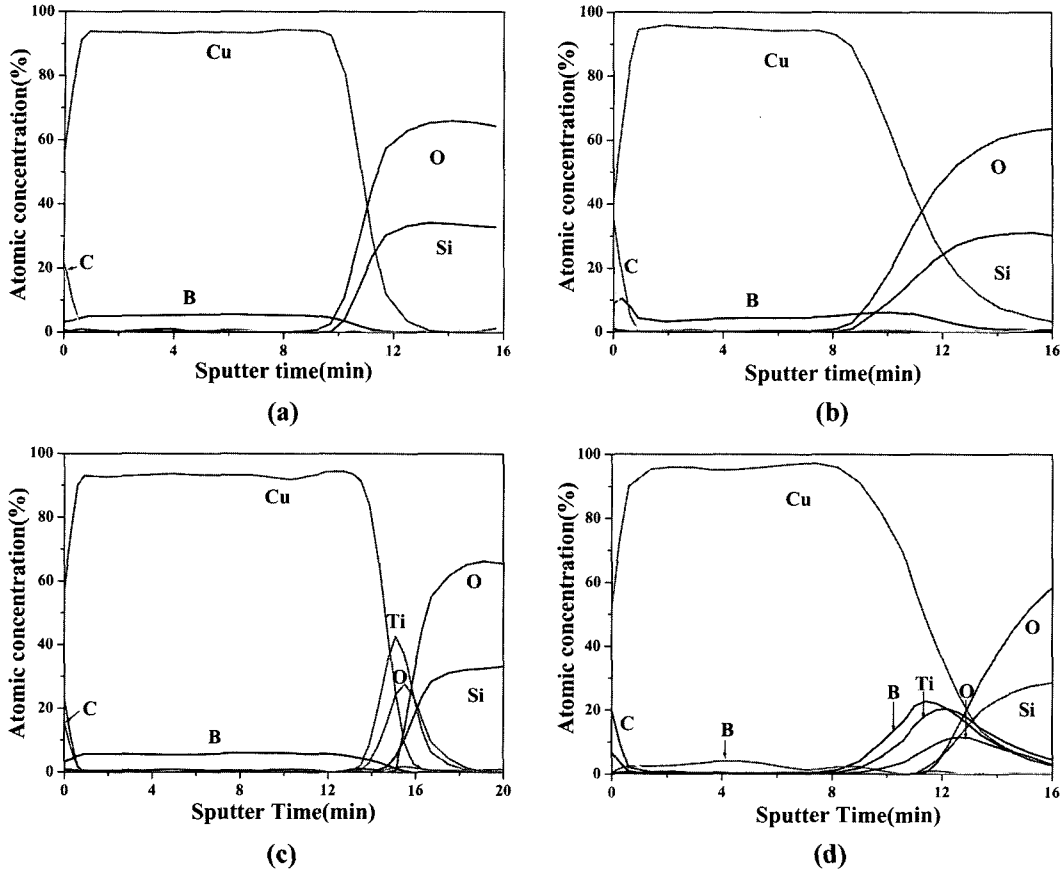 Atomic concentration(%)
100
80
60
40
20
0
Cu
O
Si
C
B
0 4 8 12 16
Sputter time(min)
(a)
Atomic concentration(%)
100
80
60
40
20
0
Cu
O
Si
C
B
0 4 8 12 16
Sputter time(min)
(b)
Atomic concentration(%)
100
80
60
40
20
0
Cu
O
Ti
O
Si
C
B
0 4 8 12 16 20
Sputter Time(min)
(c)
Atomic concentration(%)
100
80
60
40
20
0
Cu
O
B Ti O
Si
C
B
0 4 8 12 16
Sputter Time(min)
(d)